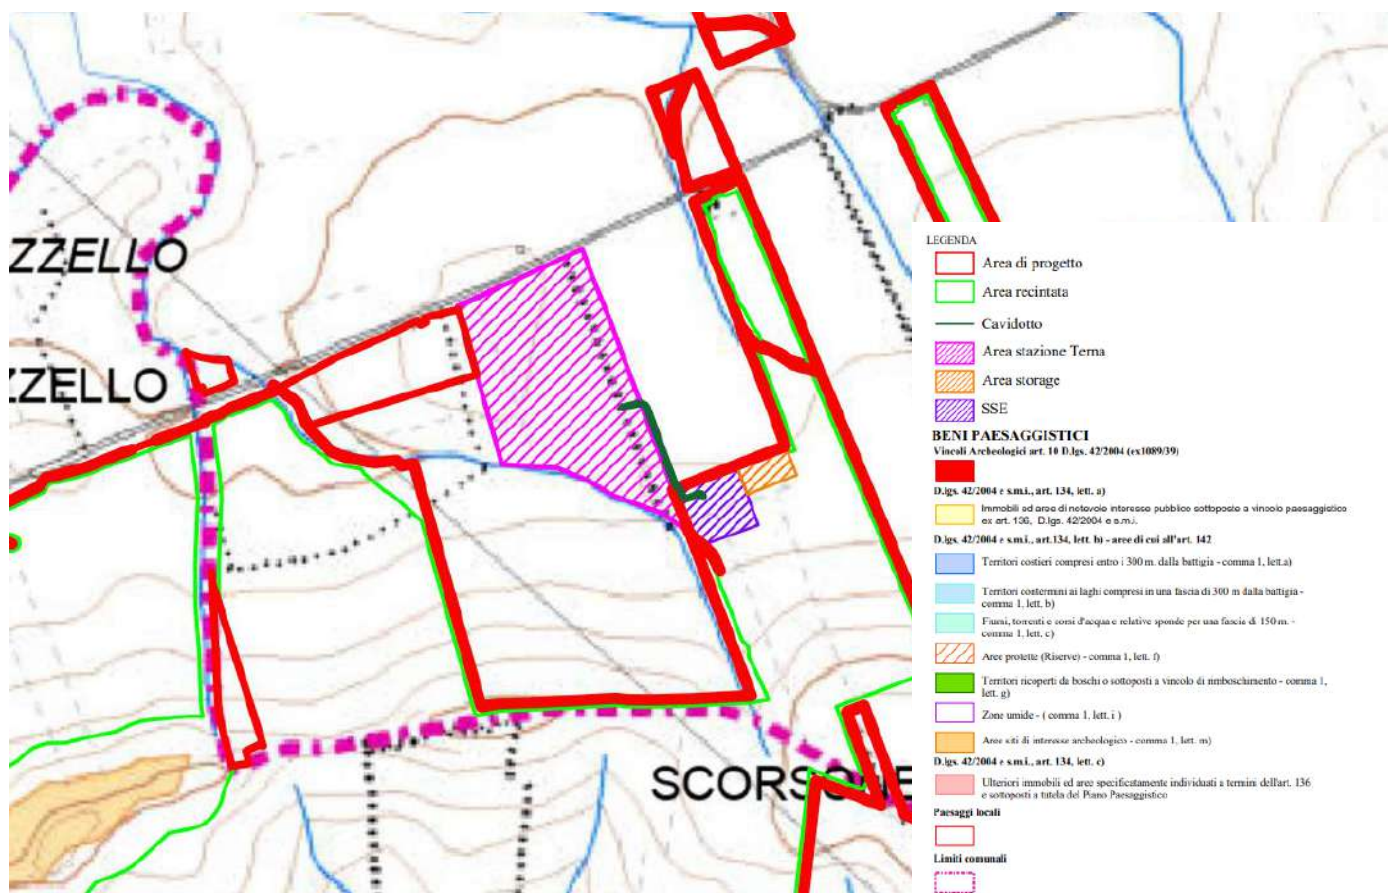 ZZELLO
ZZELLO
SCORSONE
LEGENDA
Area di progetto
Area recintata
Cavidotto
Area stazione Terna
Area storage
SSE
BENI PAESAGGISTICI
Vincoli Archeologici art. 10 D.lgs. 42/2004 (ex1089/39)
D.lgs. 42/2004 e s.m.i., art. 134, lett. a)
Immobili ad aree di notevole interesse pubblico sottoposte a vincolo paesaggistico
ex art. 136, D.lgs. 42/2004 e s.m.i.
D.lgs. 42/2004 e s.m.i., art.134, lett. b) - aree di cui all'art. 142
Territori costieri compresi entro i 300 m. dalla battigia - comma 1, lett.a)
Territori contermini ai laghi compresi in una fascia di 300 m dalla battigia -
comma 1, lett. b)
Fiumi, torrenti e corsi d'acqua e relative sponde per una fascia di 150 m. -
comma 1, lett. c)
Aree protette (Riserve) - comma 1, lett. f)
Territori ricoperti da boschi o sottoposti a vincolo di rimboschimento - comma 1,
lett. g)
Zone umide - ( comma 1, lett. i )
Aree siti di interesse archeologico - comma 1, lett. m)
D.lgs. 42/2004 e s.m.i., art. 134, lett. c)
Ulteriori immobili ed aree specificatamente individuati a termini dell'art. 136
e sottoposti a tutela del Piano Paesaggistico
Paesaggi locali
Limiti comunali